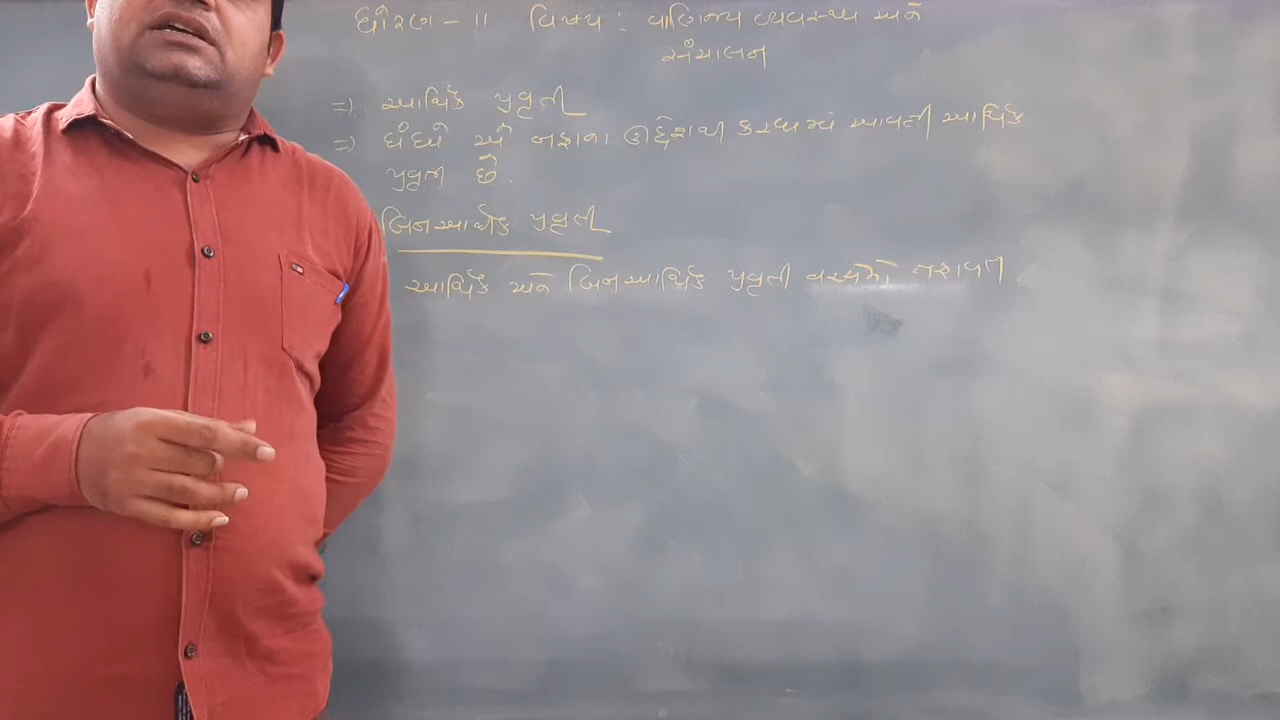 ધોરણ - 11 વિષય : વાણિજ્ય વ્યવસ્થા અને
સંચાલન
=) આર્થિક પ્રવૃતી
=) ધંધો એ નફાના ઉદ્દેશથી કરવામાં આવતી આર્થિક
પ્રવૃતી છે.
બિનઆર્થિક પ્રવૃતી
આર્થિક અને બિનઆર્થિક પ્રવૃતી વચ્ચેનો તફાવત